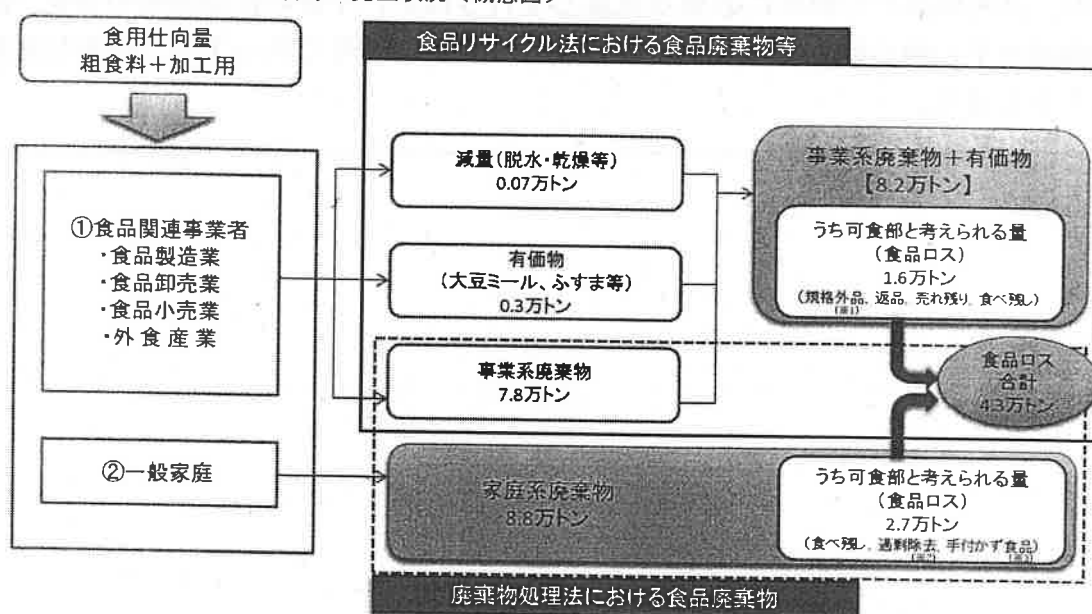 食用仕向量
粗食料＋加工用
食品リサイクル法における食品廃棄物等
①食品関連事業者
・食品製造業
・食品卸売業
・食品小売業
・外食産業
減量(脱水・乾燥等)
0.07万トン
有価物
(大豆ミール、ふすま等)
0.3万トン
事業系廃棄物
7.8万トン
事業系廃棄物＋有価物
【8.2万トン】
うち可食部と考えられる量
(食品ロス)
1.6万トン
(規格外品、返品、売れ残り、食べ残し)
(※1)
食品ロス
合計
4.3万トン
②一般家庭
家庭系廃棄物
8.8万トン
うち可食部と考えられる量
(食品ロス)
2.7万トン
(食べ残し、過剰除去、手付かず食品)
(※2) (※3)
廃棄物処理法における食品廃棄物